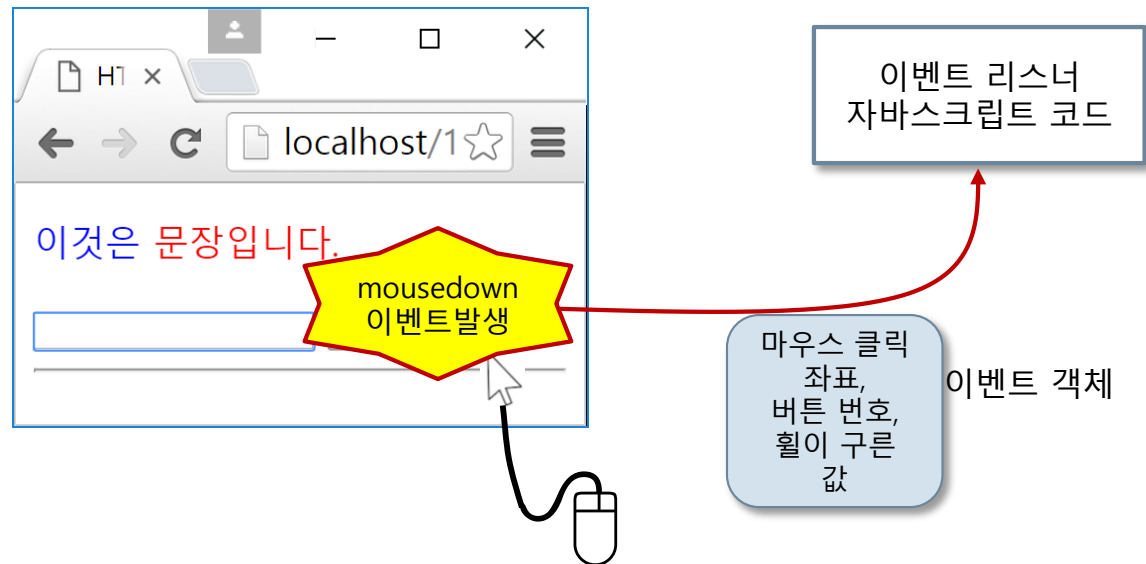 HT
localhost/1
이것은 문장입니다.
mousedown
이벤트발생
이벤트 리스너
자바스크립트 코드
마우스 클릭
좌표,
버튼 번호,
휠이 구른
값
이벤트 객체